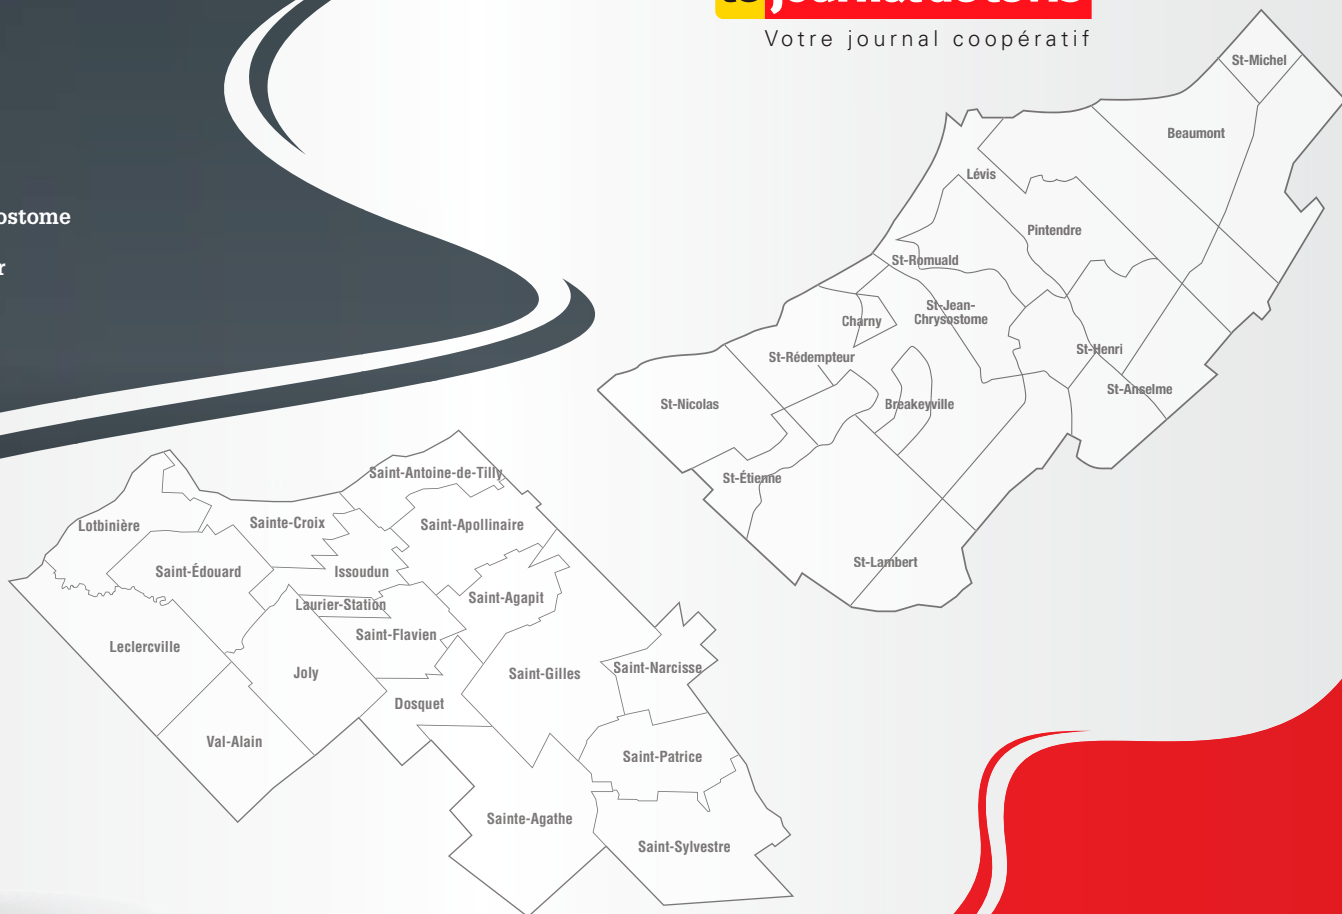 Votre journal coopératif
St-Michel
Beaumont
Lévis
Pintendre
St-Romuald
St-Jean-
Chrysostome
Charny
St-Henri
St-Rédempteur
St-Anselme
St-Nicolas
Breakeyville
St-Étienne
St-Lambert
Saint-Antoine-de-Tilly
Lotbinière
Sainte-Croix
Saint-Apollinaire
Saint-Édouard
Issoudun
Saint-Agapit
Laurier-Station
Saint-Flavien
Leclercville
Joly
Saint-Gilles
Saint-Narcisse
Dosquet
Val-Alain
Saint-Patrice
Sainte-Agathe
Saint-Sylvestre